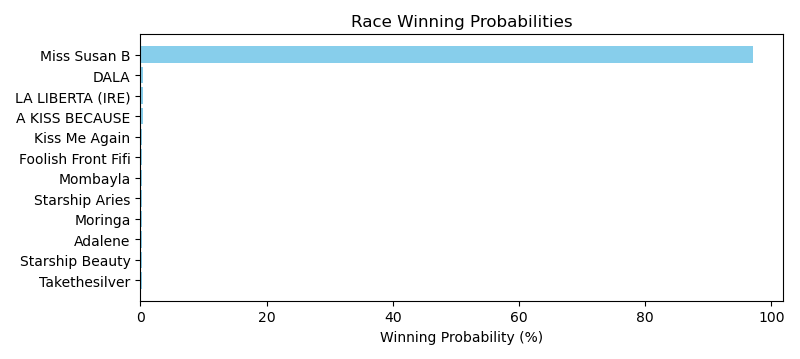 Race Winning Probabilities
Miss Susan B
DALA
LA LIBERTA (IRE)
A KISS BECAUSE
Kiss Me Again
Foolish Front Fifi
Mombayla
Starship Aries
Moringa
Adalene
Starship Beauty
Takethesilver
0 20 40 60 80 100
Winning Probability (%)